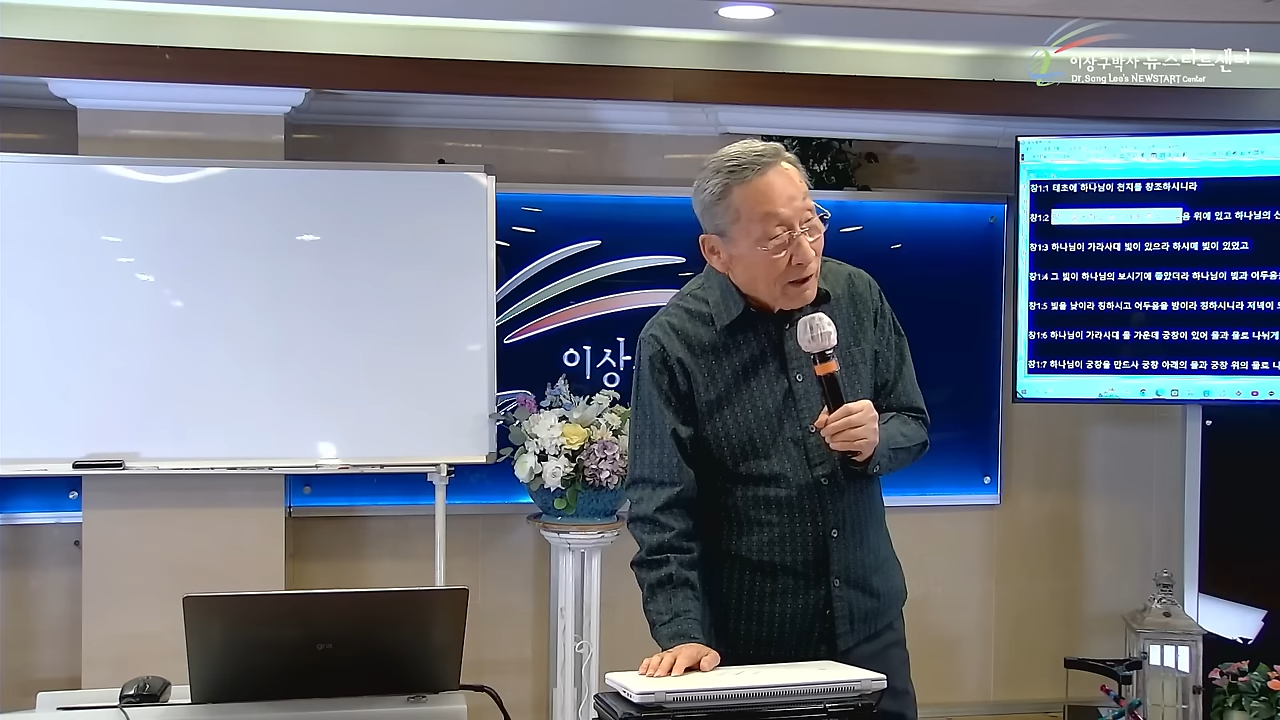 이상구박사 뉴스타트센터
Dr. Sang Lee's NEWSTART Center
이상
gram
창1:1 태초에 하나님이 천지를 창조하시니라
창1:2 음 위에 있고 하나님의 신
창1:3 하나님이 가라사대 빛이 있으라 하시매 빛이 있었고
창1:4 그 빛이 하나님의 보시기에 좋았더라 하나님이 빛과 어두움
창1:5 빛을 낮이라 칭하시고 어두움을 밤이라 칭하시니라 저녁이
창1:6 하나님이 가라사대 물 가운데 궁창이 있어 물과 물로 나뉘게
창1:7 하나님이 궁창을 만드사 궁창 아래의 물과 궁창 위의 물로 나